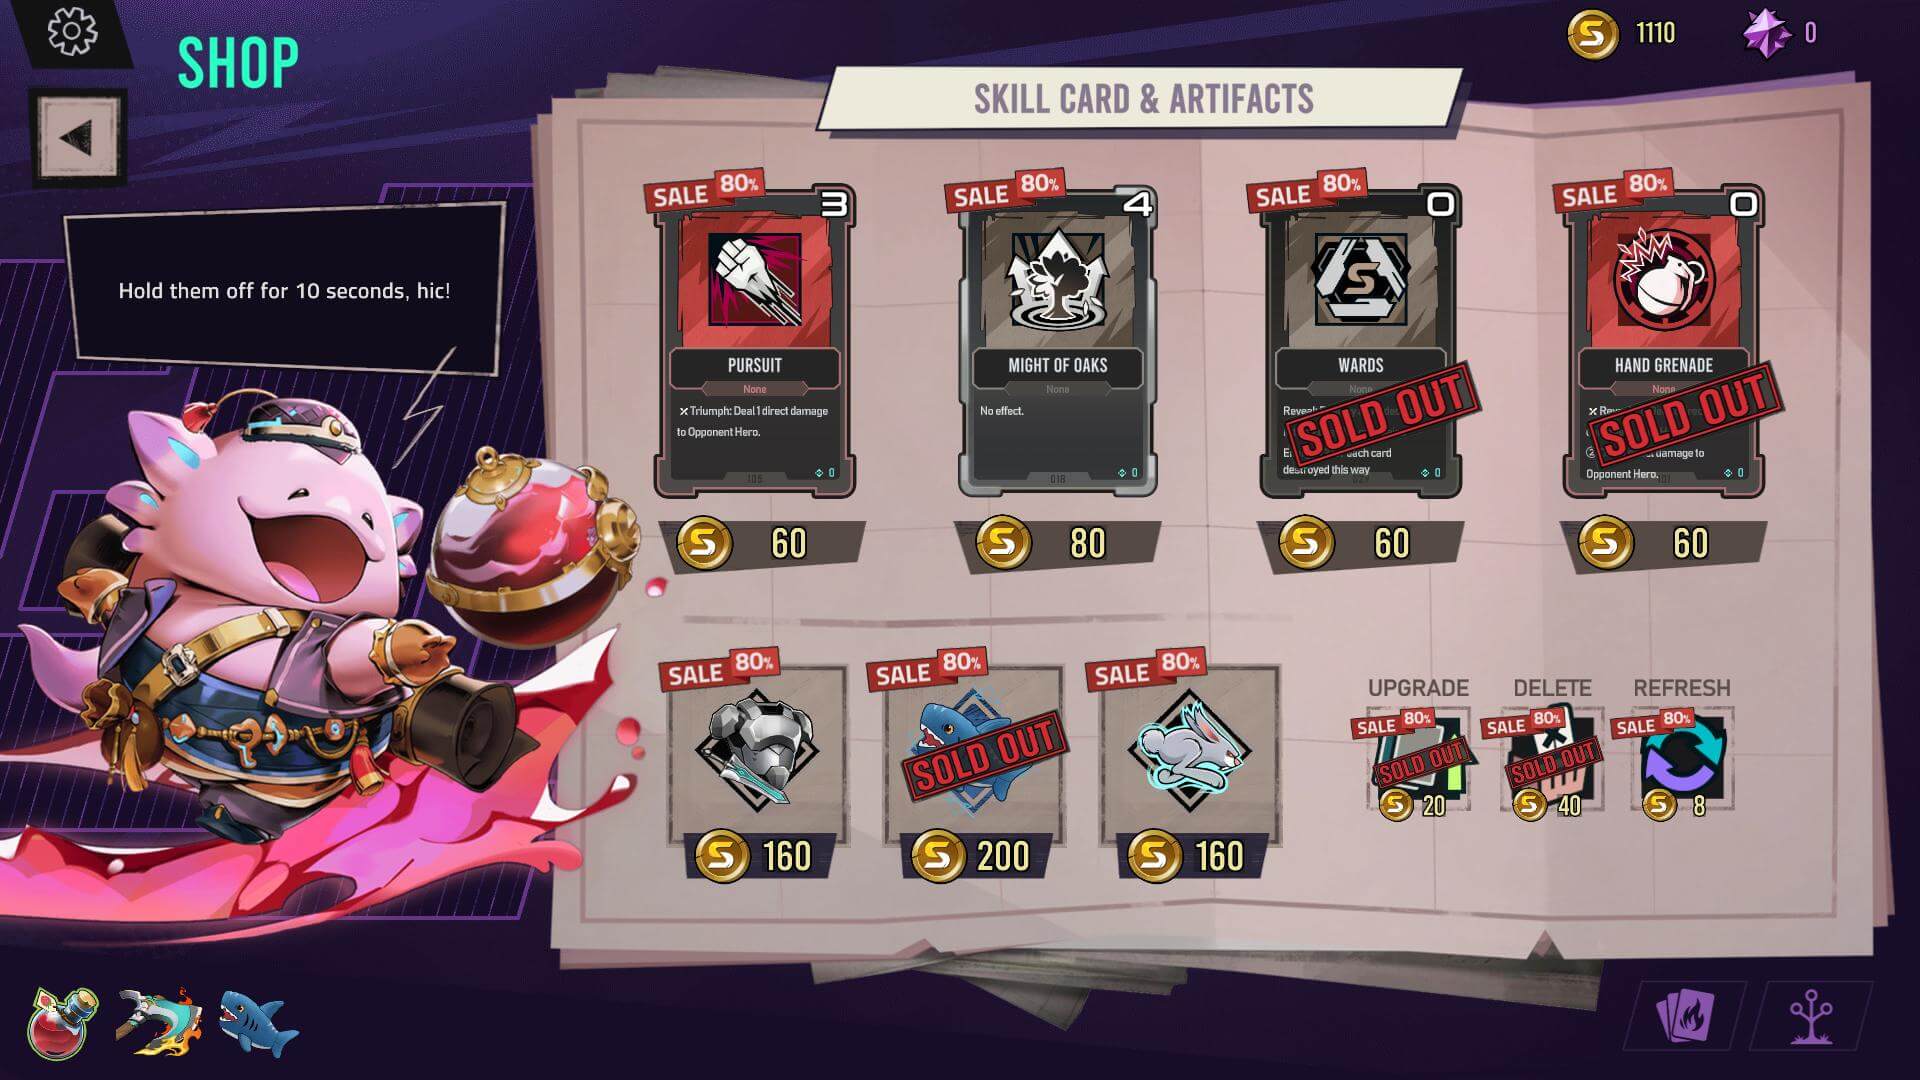 SHOP
1110
0
SKILL CARD & ARTIFACTS
Hold them off for 10 seconds, hic!
SALE 80%
3
PURSUIT
None
Triumph: Deal 1 direct damage
to Opponent Hero.
105
0
60
SALE 80%
4
MIGHT OF OAKS
None
No effect.
018
0
80
SALE 80%
0
WARDS
None
Reveal:
each card
destroyed this way
SOLD OUT
0
60
SALE 80%
0
HAND GRENADE
None
damage to
Opponent Hero.
SOLD OUT
0
60
SALE 80%
160
SALE 80%
SOLD OUT
200
SALE 80%
160
UPGRADE
SALE 80%
SOLD OUT
20
DELETE
SALE 80%
SOLD OUT
40
REFRESH
SALE 80%
8